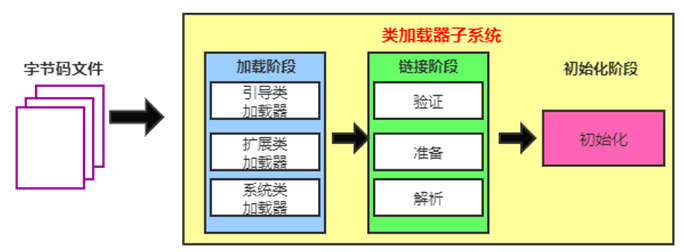 类加载器子系统
字节码文件
加载阶段
链接阶段
初始化阶段
引导类
加载器
验证
扩展类
加载器
准备
初始化
系统类
加载器
解析